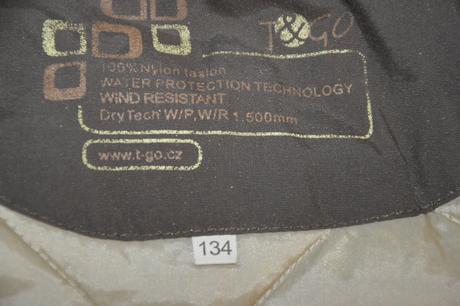 T&GO
100% Nylon taslon
WATER PROTECTION TECHNOLOGY
WIND RESISTANT
DryTech W/P, W/R 1.500mm
www.t-go.cz
134